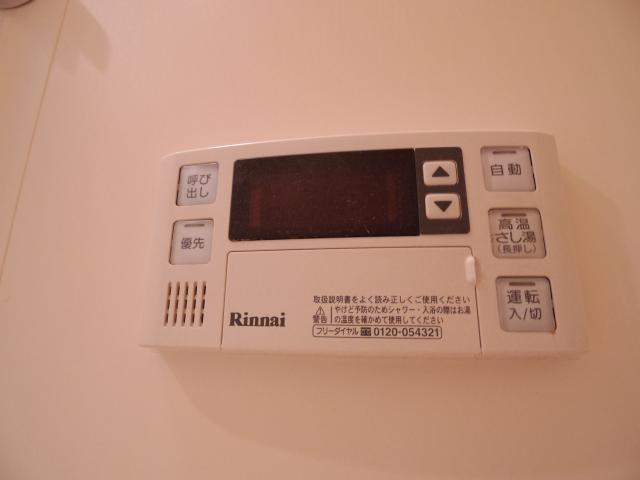 呼び
出し
優先
自動
高温
さし湯
(長押し)
運転
入/切
Rinnai
取扱説明書をよく読み正しくご使用ください
警告
やけど予防のためシャワー・入浴の際はお湯
の温度を確かめて使用してください
フリーダイヤル 0120-054321